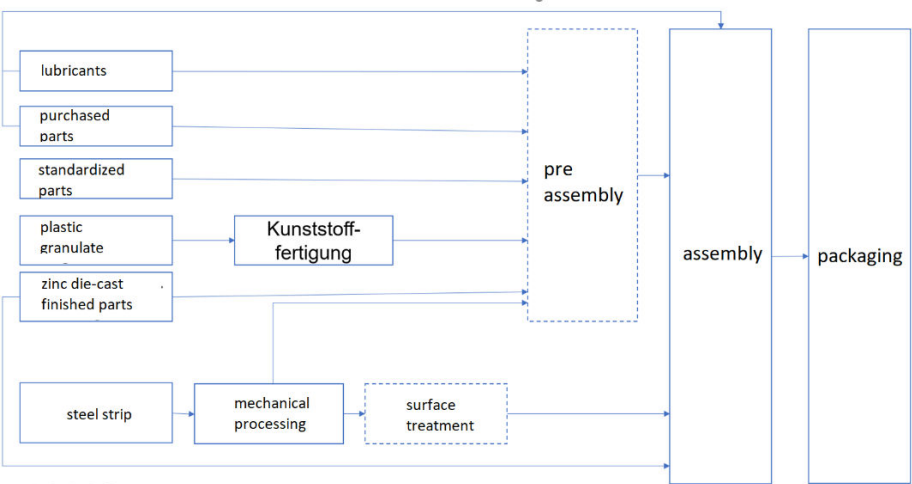 lubricants
purchased
parts
standardized
parts
pre
assembly
plastic
granulate
Kunststoff-
fertigung
assembly
packaging
zinc die-cast
finished parts
steel strip
mechanical
processing
surface
treatment